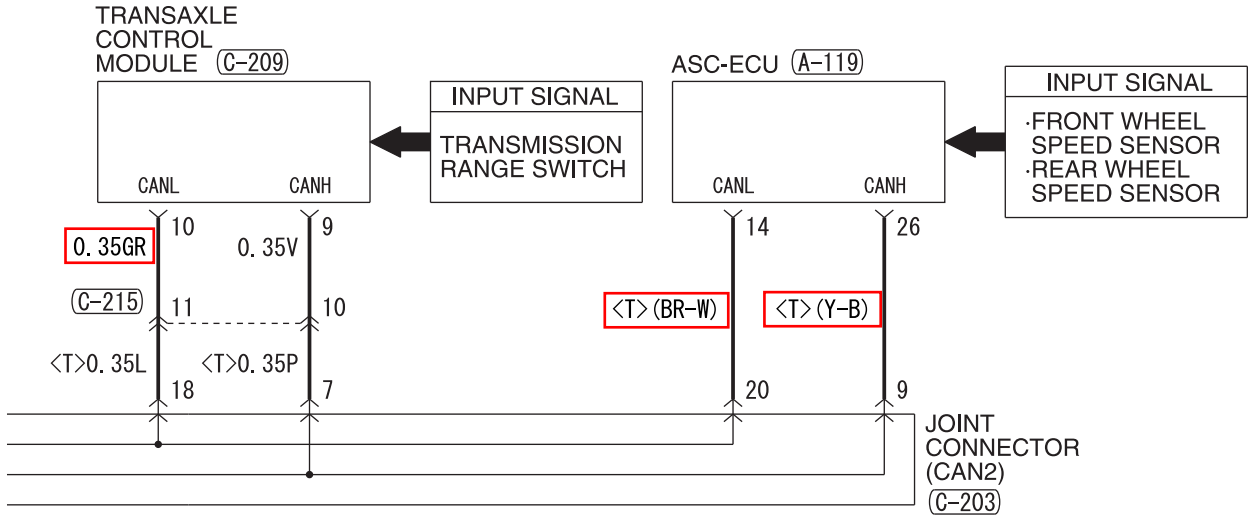 TRANSAXLE
CONTROL
MODULE (C-209)
INPUT SIGNAL
TRANSMISSION
RANGE SWITCH
ASC-ECU (A-119)
INPUT SIGNAL
·FRONT WHEEL
SPEED SENSOR
·REAR WHEEL
SPEED SENSOR
CANL CANH CANL CANH
10 9 14 26
0.35GR 0.35V
(C-215) 11 10 <T>(BR-W) <T>(Y-B)
<T>0.35L <T>0.35P
18 7 20 9
JOINT
CONNECTOR
(CAN2)
(C-203)